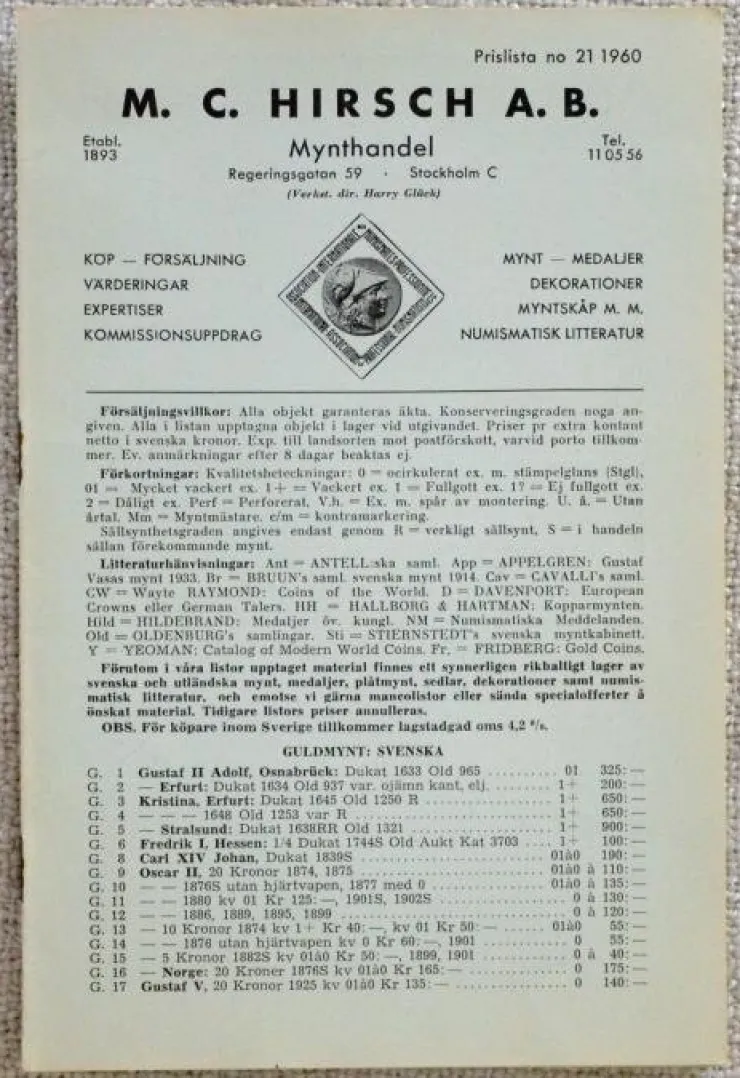 Prislista no 21 1960
M. C. HIRSCH A. B.
Etabl. 1893
Mynthandel
Tel. 11 05 56
Regeringsgatan 59 · Stockholm C
(Verkst. dir. Harry Glück)
KÖP — FÖRSÄLJNING
VÄRDERINGAR
EXPERTISER
KOMMISSIONSUPPDRAG
MYNT — MEDALJER
DEKORATIONER
MYNTSKÅP M. M.
NUMISMATISK LITTERATUR
Försäljningsvillkor: Alla objekt garanteras äkta. Konserveringsgraden noga an-
given. Alla i listan upptagna objekt i lager vid utgivandet. Priser pr extra kontant
netto i svenska kronor. Exp. till landsorten mot postförskott, varvid porto tillkom-
mer. Ev. anmärkningar efter 8 dagar beaktas ej.
Förkortningar: Kvalitetsbeteckningar: 0 = ocirkulerat ex. m. stämpelglans (Stgl),
01 = Mycket vackert ex. 1+ = Vackert ex. 1 = Fullgott ex. 1? = Ej fullgott ex.
2 = Dåligt ex. Perf = Perforerat, V.h. = Ex. m. spår av montering. U. å. = Utan
årtal. Mm = Myntmästare. c/m = kontramarkering.
Sällsynthetsgraden angives endast genom R = verkligt sällsynt, S = i handeln
sällan förekommande mynt.
Litteraturhänvisningar: Ant = ANTELL:ska saml. App = APPELGREN: Gustaf
Vasas mynt 1933. Br = BRUUN's saml. svenska mynt 1914. Cav = CAVALLI's saml.
CW = Wayte RAYMOND: Coins of the World. D = DAVENPORT: European
Crowns eller German Talers. HH = HALLBORG & HARTMAN: Kopparmynten.
Hild = HILDEBRAND: Medaljer öv. kungl. NM = Numismatiska Meddelanden.
Old = OLDENBURG's samlingar. Sti = STIERNSTEDT's svenska myntkabinett.
Y = YEOMAN: Catalog of Modern World Coins. Fr. = FRIDBERG: Gold Coins.
Förutom i våra listor upptaget material finnes ett synnerligen rikhaltigt lager av
svenska och utländska mynt, medaljer, plåtmynt, sedlar, dekorationer samt numis-
matisk litteratur, och emotse vi gärna mancolistor eller sända specialofferter å
önskat material. Tidigare listors priser annulleras.
OBS. För köpare inom Sverige tillkommer lagstadgad oms 4,2 %.
GULDMYNT: SVENSKA
G. 1 Gustaf II Adolf, Osnabrück: Dukat 1633 Old 965 .......... 01 325: —
G. 2 — Erfurt: Dukat 1634 Old 937 var. ojämn kant, elj. .......... 1+ 200: —
G. 3 Kristina, Erfurt: Dukat 1645 Old 1250 R .......... 1+ 650: —
G. 4 — — — 1648 Old 1253 var R .......... 1+ 650: —
G. 5 — Stralsund: Dukat 1638RR Old 1321 .......... 1+ 900: —
G. 6 Fredrik I, Hessen: 1/4 Dukat 1744S Old Aukt Kat 3703 .... 1+ 100: —
G. 8 Carl XIV Johan, Dukat 1839S .......... 01à0 190: —
G. 9 Oscar II, 20 Kronor 1874, 1875 .......... 01à0 à 110: —
G. 10 — — 1876S utan hjärtvapen, 1877 med 0 .......... 01à0 à 135: —
G. 11 — — 1880 kv 01 Kr 125: —, 1901S, 1902S .......... 0 à 130: —
G. 12 — — 1886, 1889, 1895, 1899 .......... 0 à 120: —
G. 13 — 10 Kronor 1874 kv 1+ Kr 40: —, kv 01 Kr 50: — ...... 01à0 55: —
G. 14 — — 1876 utan hjärtvapen kv 0 Kr 60: —, 1901 .......... 0 55: —
G. 15 — 5 Kronor 1882S kv 01à0 Kr 50: —, 1899, 1901 .......... 0 à 40: —
G. 16 — Norge: 20 Kroner 1876S kv 01à0 Kr 165: — .......... 0 175: —
G. 17 Gustaf V, 20 Kronor 1925 kv 01à0 Kr 135: — .......... 0 140: —